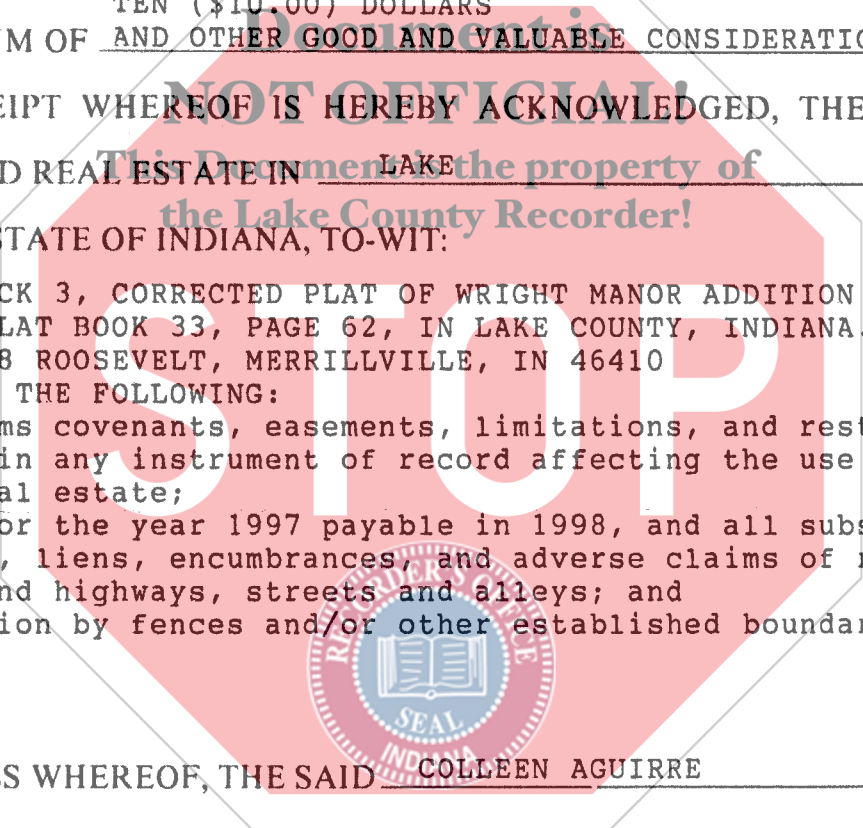 TEN ($10.00) DOLLARS
UM OF AND OTHER GOOD AND VALUABLE CONSIDERATIO
Document is
NOT OFFICIAL!
EIPT WHEREOF IS HEREBY ACKNOWLEDGED, THE
This Document is the property of
D REAL ESTATE IN LAKE
the Lake County Recorder!
STATE OF INDIANA, TO-WIT:
CK 3, CORRECTED PLAT OF WRIGHT MANOR ADDITION
LAT BOOK 33, PAGE 62, IN LAKE COUNTY, INDIANA.
8 ROOSEVELT, MERRILLVILLE, IN 46410
THE FOLLOWING:
ms covenants, easements, limitations, and rest
in any instrument of record affecting the use
al estate;
or the year 1997 payable in 1998, and all subs
, liens, encumbrances, and adverse claims of
nd highways, streets and alleys; and
ion by fences and/or other established boundar
STOP
RECORDER'S OFFICE
SEAL
INDIANA
SS WHEREOF, THE SAID COLLEEN AGUIRRE